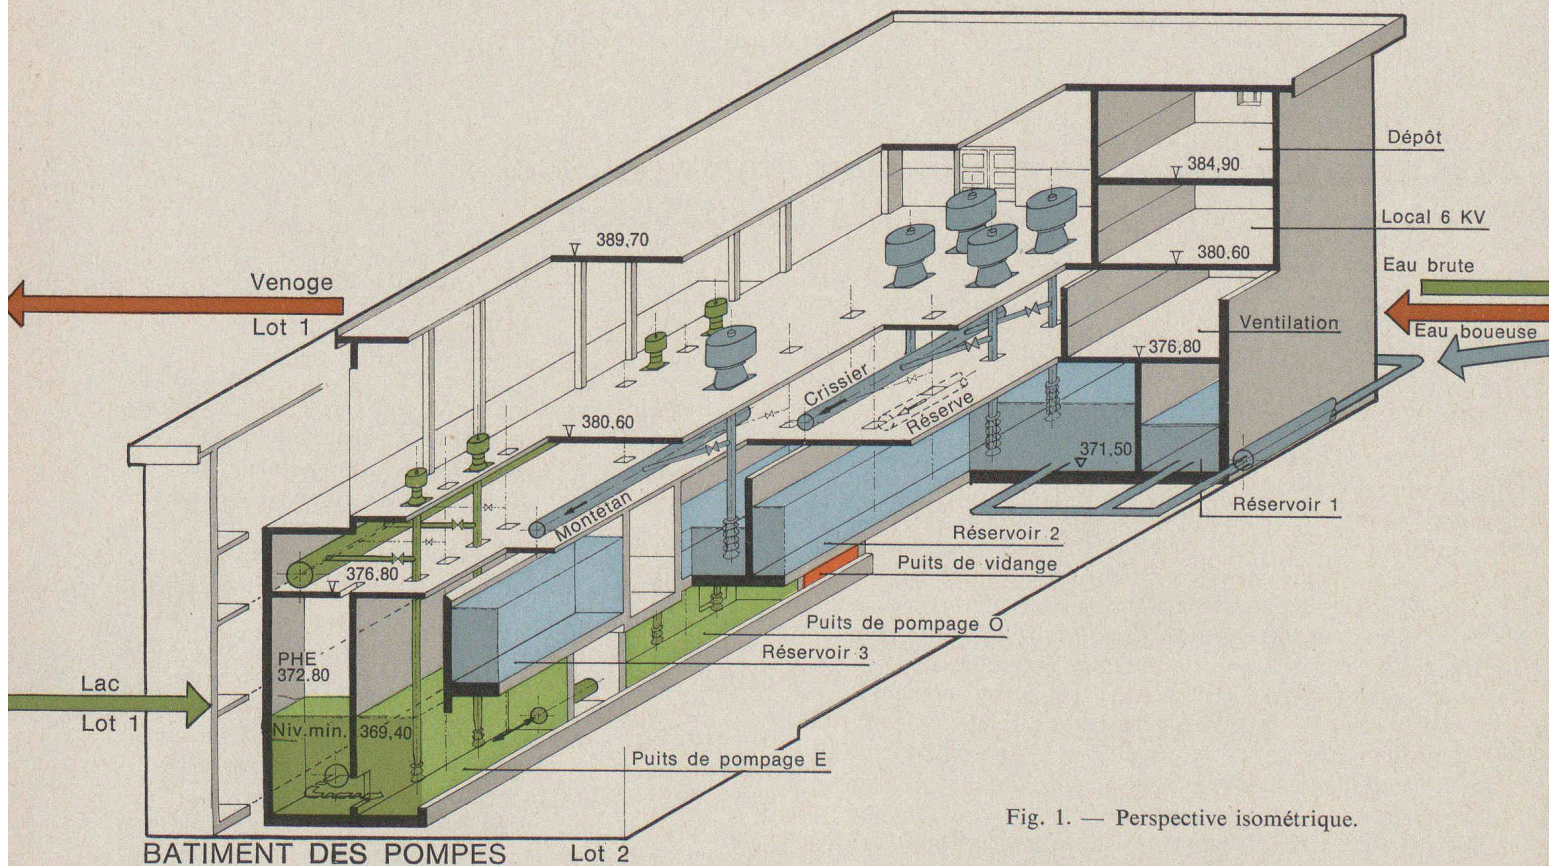 Dépôt
384,90
Local 6 KV
389,70
380.60
Eau brute
Venoge
Lot 1
Ventilation
Eau boueuse
376,80
Crissier
Réserve
380.60
371,50
Montétan
Réservoir 1
Réservoir 2
Puits de vidange
376,80
Puits de pompage O
Réservoir 3
PHE
372.80
Lac
Lot 1
Niv.min. 369,40
Puits de pompage E
Fig. 1. — Perspective isométrique.
BATIMENT DES POMPES Lot 2